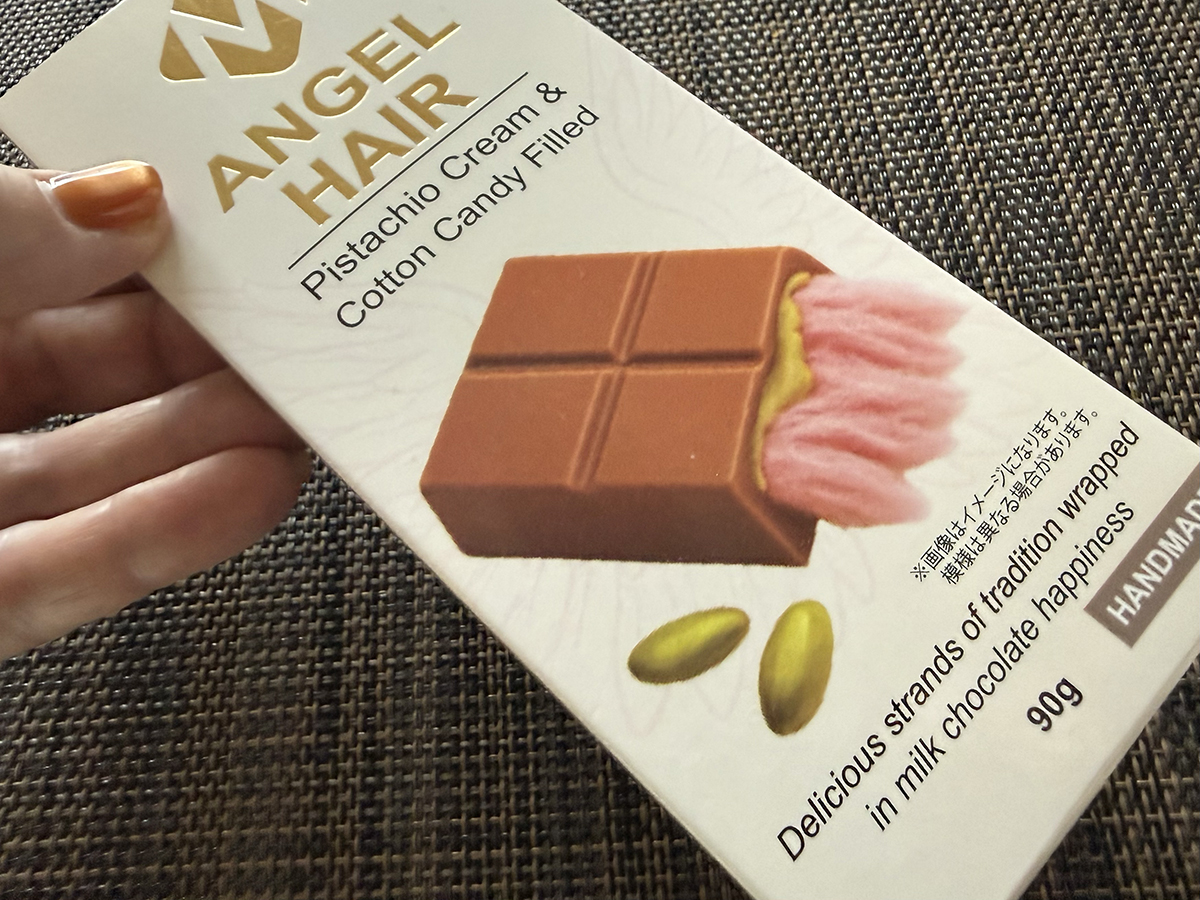 ANGEL
HAIR
Pistachio Cream &
Cotton Candy Filled
※画像はイメージになります。
模様は異なる場合があります。
Delicious strands of tradition wrapped
in milk chocolate happiness
HANDMAD
90g